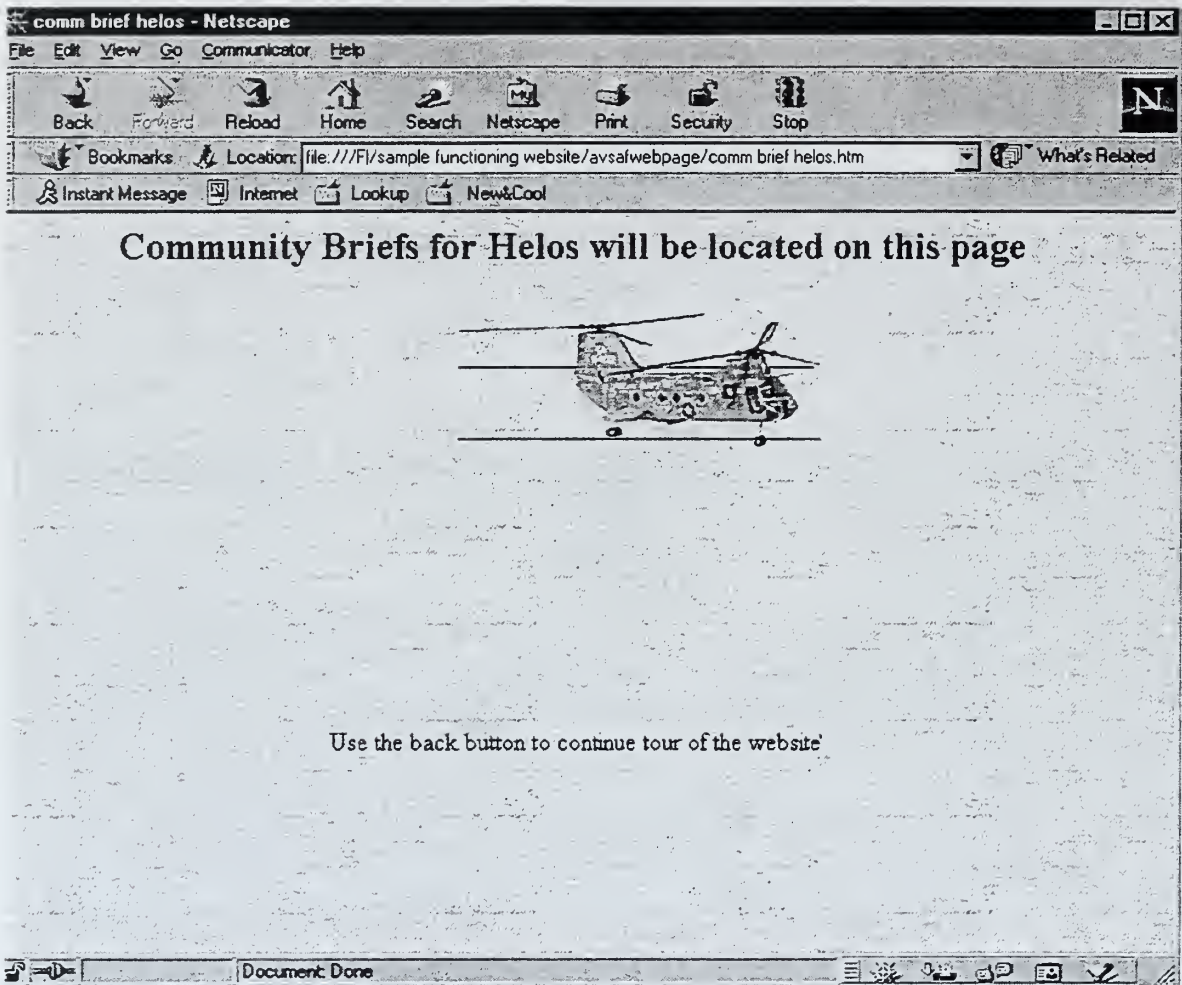 comm brief helos - Netscape
File Edit View Go Communicator Help
Back Forward Reload Home Search Netscape Print Security Stop
My
N
Bookmarks Location: file:///F|/sample functioning website/avsafwebpage/comm brief helos.htm What's Related
Instant Message Internet Lookup New&Cool
Community Briefs for Helos will be located on this page
Use the back button to continue tour of the website
Document: Done